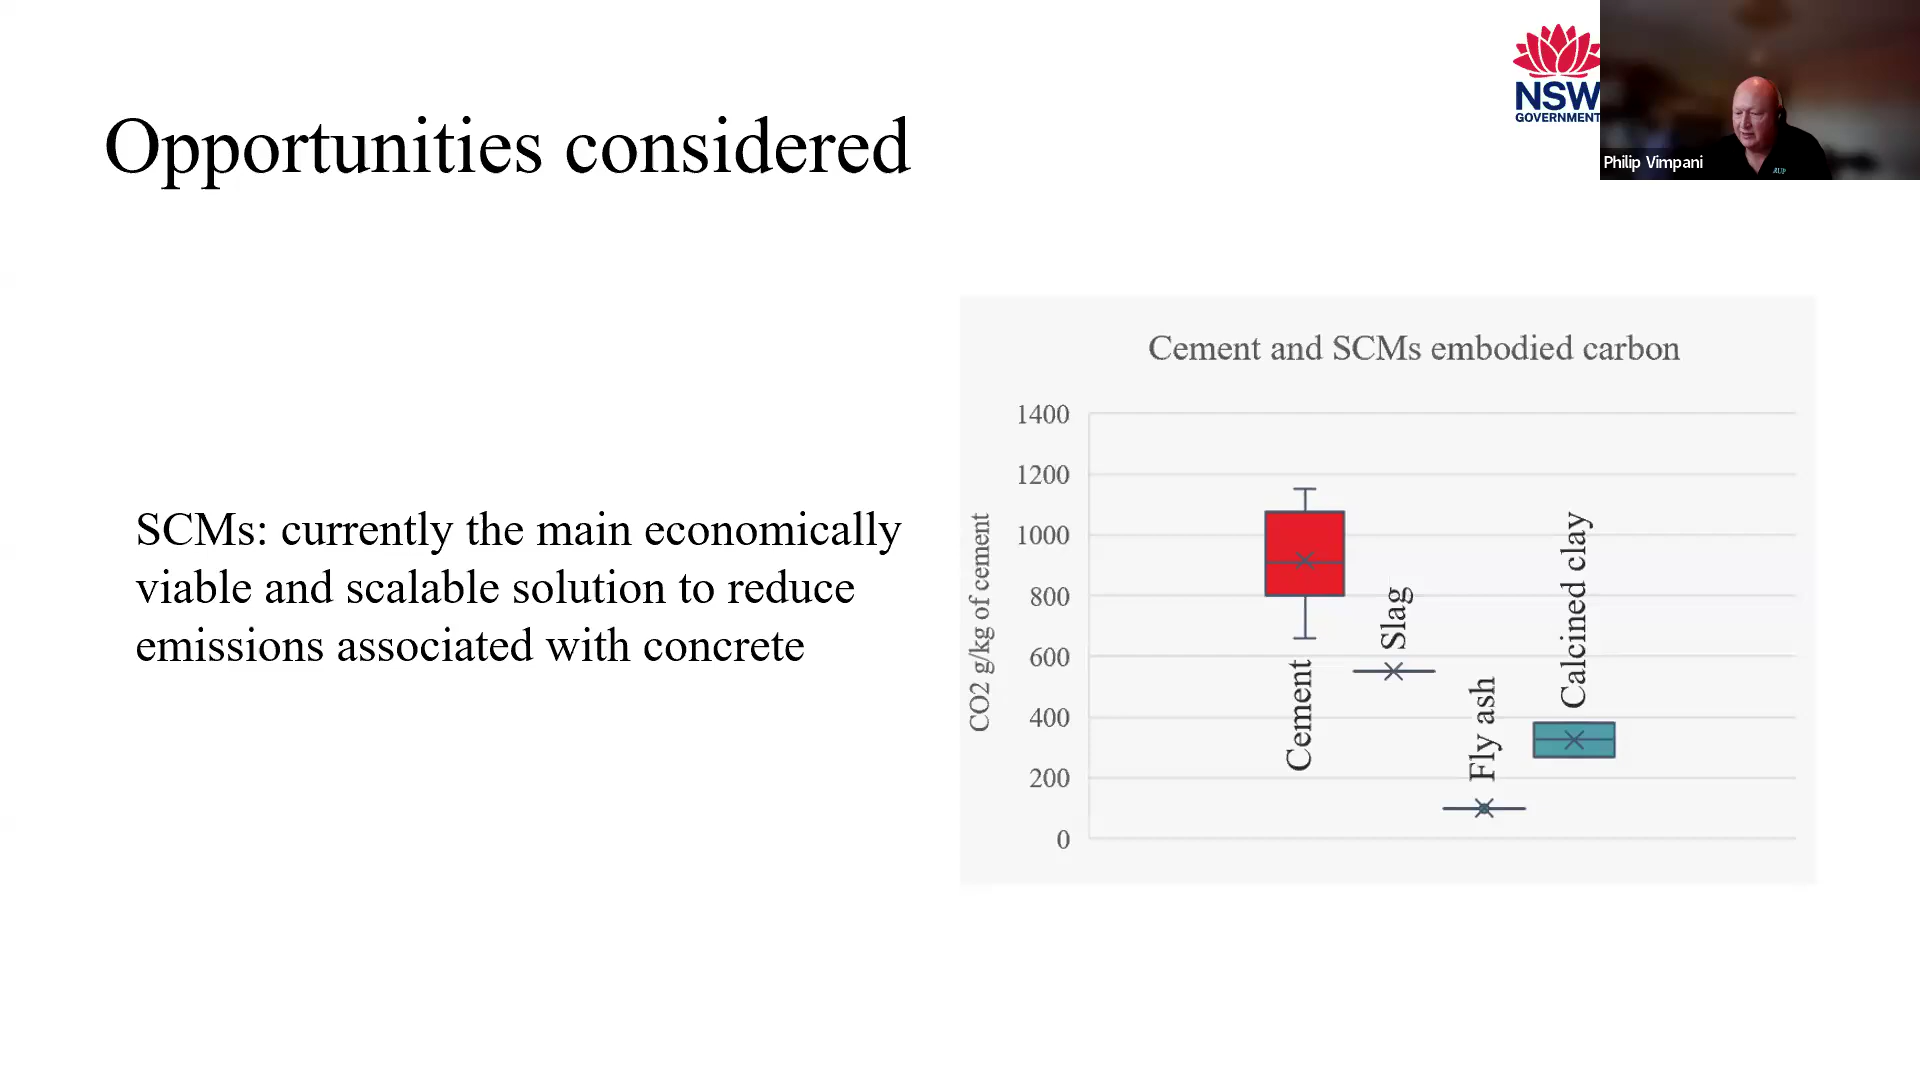 NSW
GOVERNMENT
Philip Vimpani
Opportunities considered
SCMs: currently the main economically
viable and scalable solution to reduce
emissions associated with concrete
Cement and SCMs embodied carbon
CO2 g/kg of cement
1400
1200
1000
800
600
400
200
0
Cement
Slag
Fly ash
Calcined clay